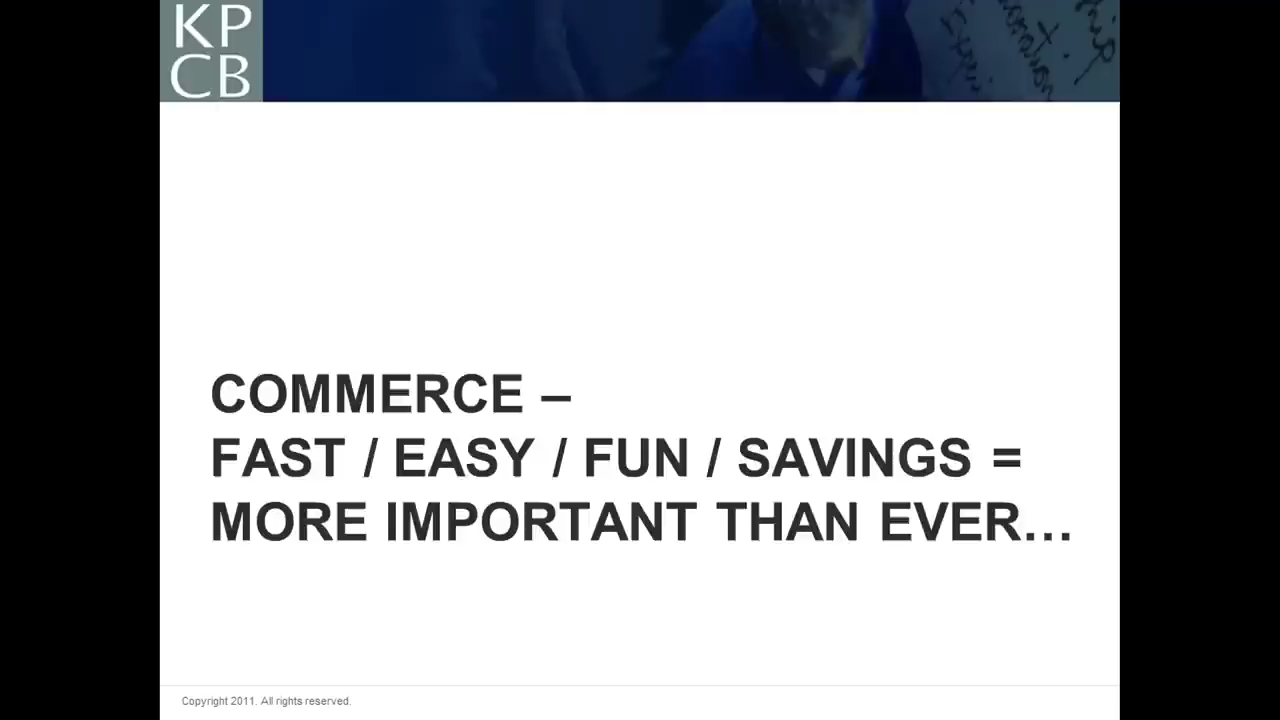 KP
CB
COMMERCE –
FAST / EASY / FUN / SAVINGS =
MORE IMPORTANT THAN EVER…
Copyright 2011. All rights reserved.